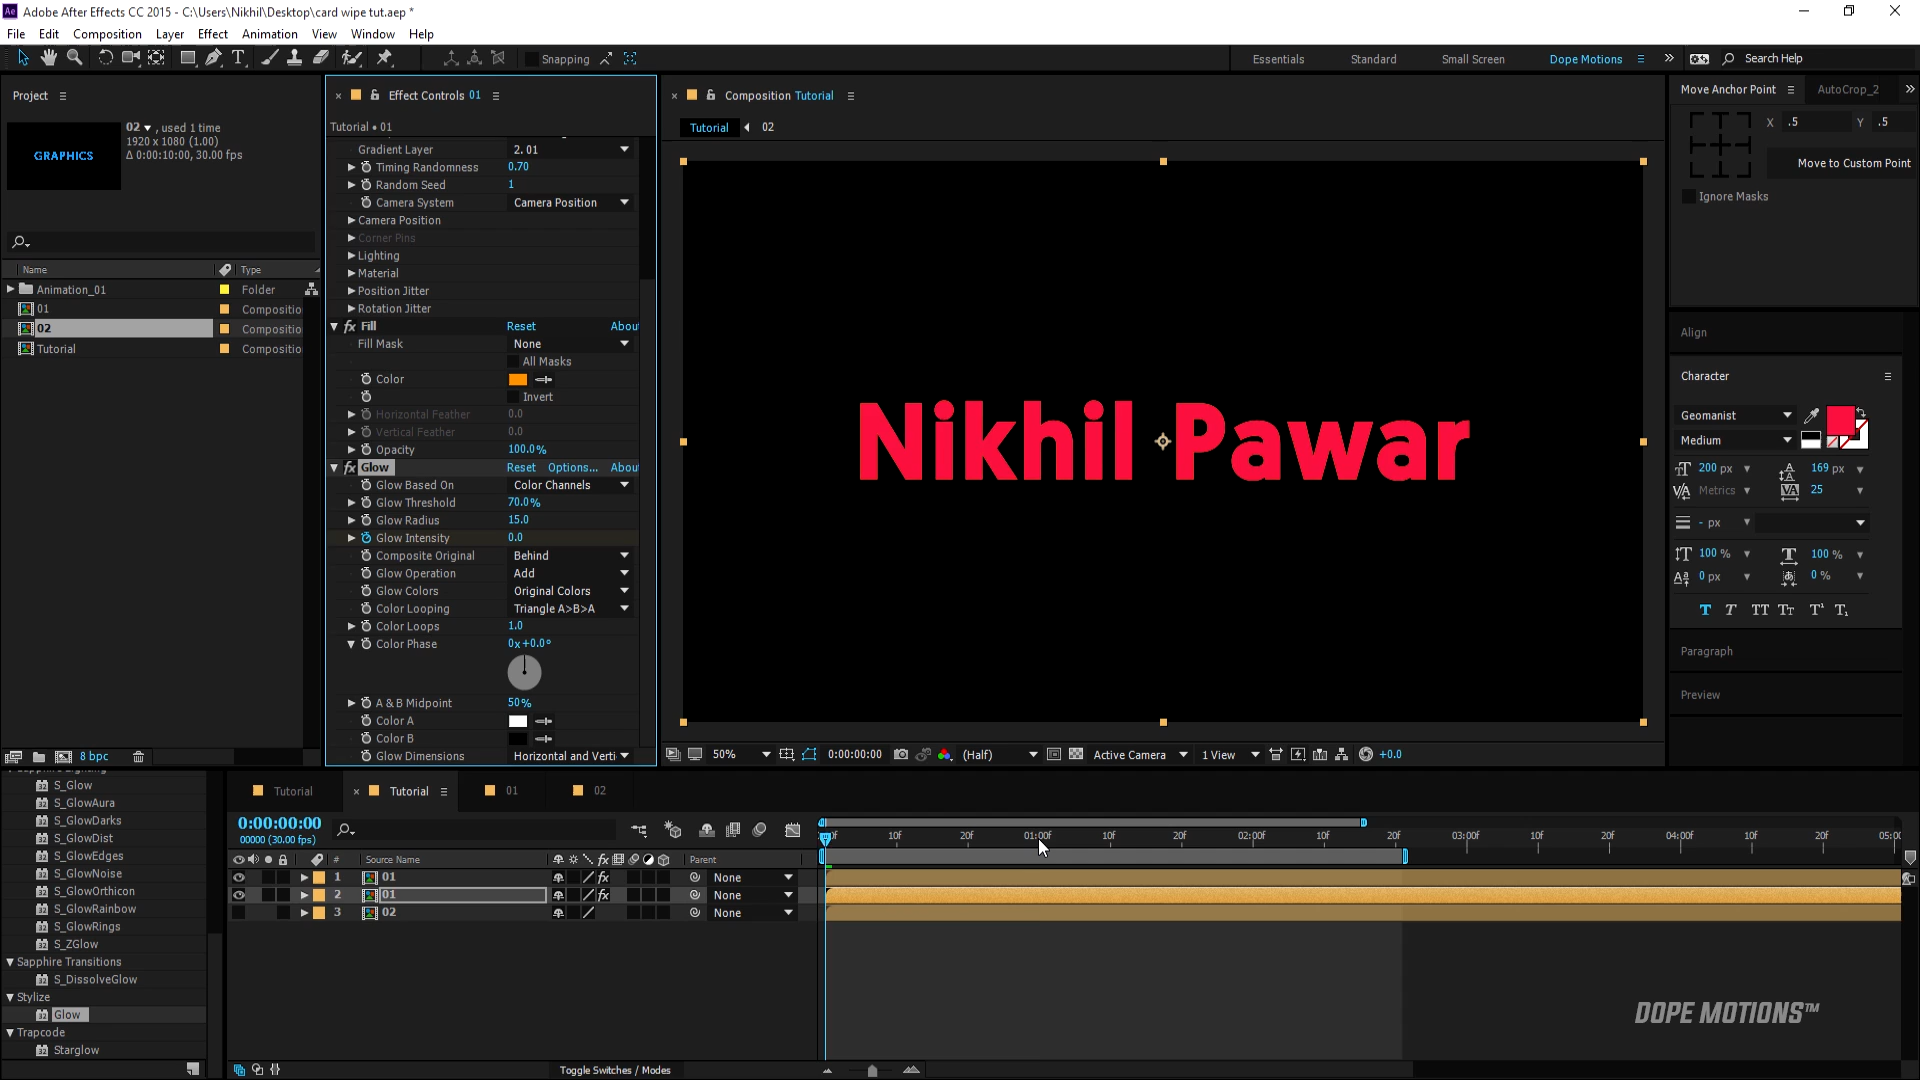 Ae Adobe After Effects CC 2015 - C:\Users\Nikhil\Desktop\card wipe tut.aep *
File Edit Composition Layer Effect Animation View Window Help
Snapping
Essentials Standard Small Screen Dope Motions Search Help
Project
02 , used 1 time
1920 x 1080 (1.00)
Δ 0:00:10:00, 30.00 fps
GRAPHICS
Name Type
Animation_01 Folder
01 Compositio
02 Compositio
Tutorial Compositio
8 bpc
Effect Controls 01
Tutorial • 01
Gradient Layer 2. 01
Timing Randomness 0.70
Random Seed 1
Camera System Camera Position
Camera Position
Corner Pins
Lighting
Material
Position Jitter
Rotation Jitter
fx Fill Reset Abou
Fill Mask None
All Masks
Color
Invert
Horizontal Feather 0.0
Vertical Feather 0.0
Opacity 100.0%
fx Glow Reset Options... Abou
Glow Based On Color Channels
Glow Threshold 70.0%
Glow Radius 15.0
Glow Intensity 0.0
Composite Original Behind
Glow Operation Add
Glow Colors Original Colors
Color Looping Triangle A>B>A
Color Loops 1.0
Color Phase 0x+0.0°
A & B Midpoint 50%
Color A
Color B
Glow Dimensions Horizontal and Verti
Composition Tutorial
Tutorial 02
Nikhil Pawar
50% 0:00:00:00 (Half) Active Camera 1 View +0.0
Move Anchor Point AutoCrop_2
X .5 Y .5
Move to Custom Point
Ignore Masks
Align
Character
Geomanist
Medium
200 px 169 px
Metrics 25
- px
100 % 100 %
0 px 0 %
T T TT Tt T¹ T₁
Paragraph
Preview
S_Glow
S_GlowAura
S_GlowDarks
S_GlowDist
S_GlowEdges
S_GlowNoise
S_GlowOrthicon
S_GlowRainbow
S_GlowRings
S_ZGlow
Sapphire Transitions
S_DissolveGlow
Stylize
Glow
Trapcode
Starglow
Tutorial Tutorial 01 02
0:00:00:00
00000 (30.00 fps)
10f 20f 01:00f 10f 20f 02:00f 10f 20f 03:00f 10f 20f 04:00f 10f 20f 05:0
# Source Name fx Parent
1 01 fx None
2 01 fx None
3 02 None
Toggle Switches / Modes
DOPE MOTIONS™